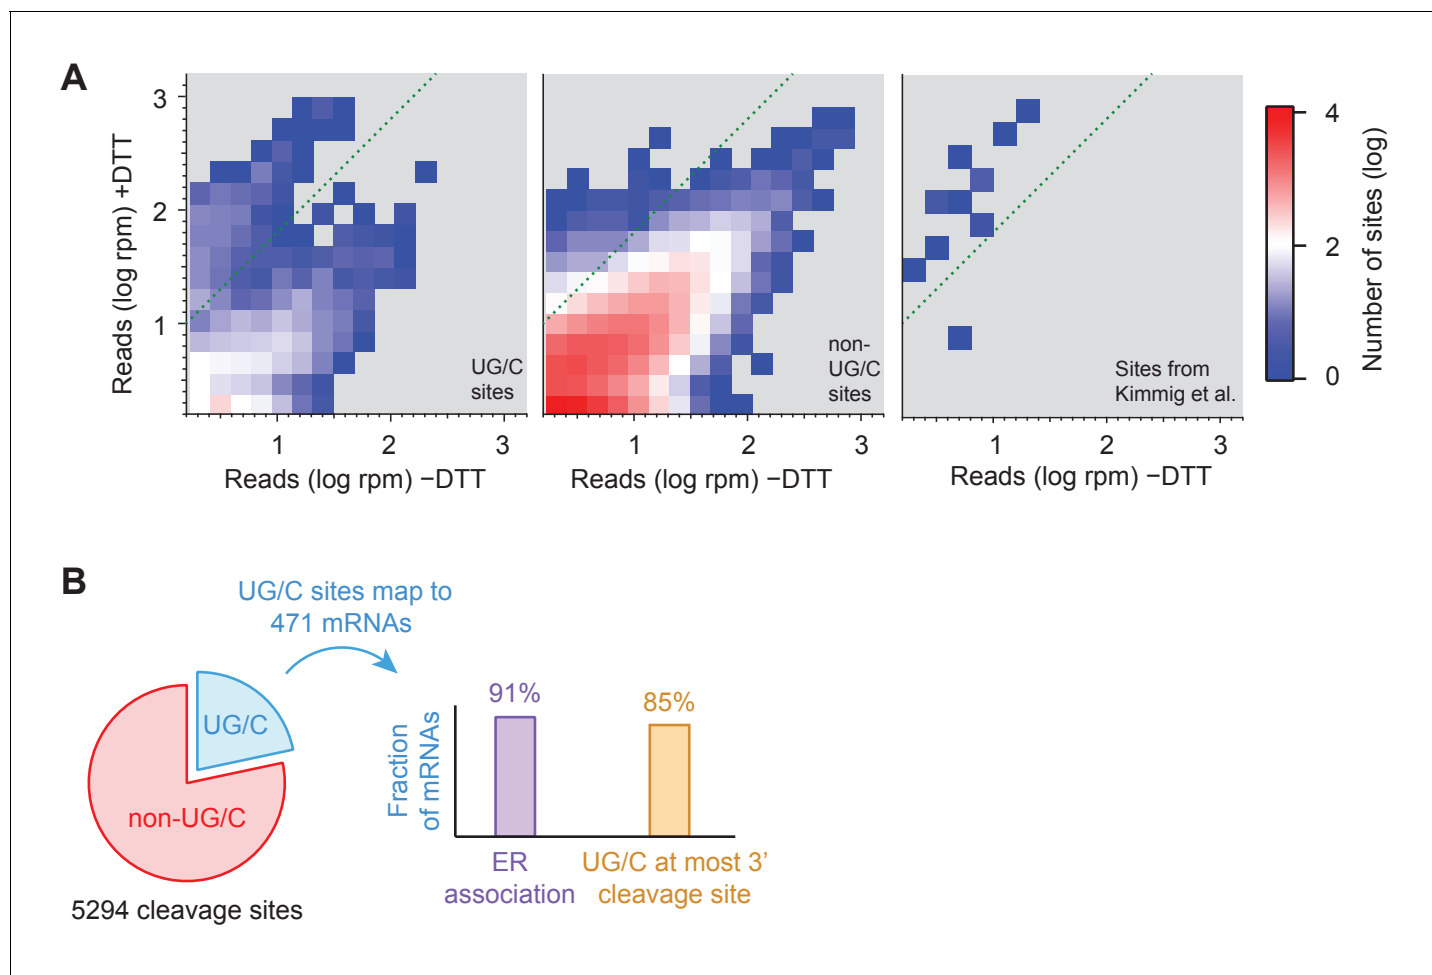 A
Reads (log rpm) +DTT
3
2
1
UG/C
sites
1
2
3
Reads (log rpm) −DTT
non-
UG/C
sites
1
2
3
Reads (log rpm) −DTT
Sites from
Kimmig et al.
1
2
3
Reads (log rpm) −DTT
4
2
0
Number of sites (log)
B
UG/C sites map to
471 mRNAs
UG/C
non-UG/C
5294 cleavage sites
Fraction
of mRNAs
91%
85%
ER
association
UG/C at most 3’
cleavage site